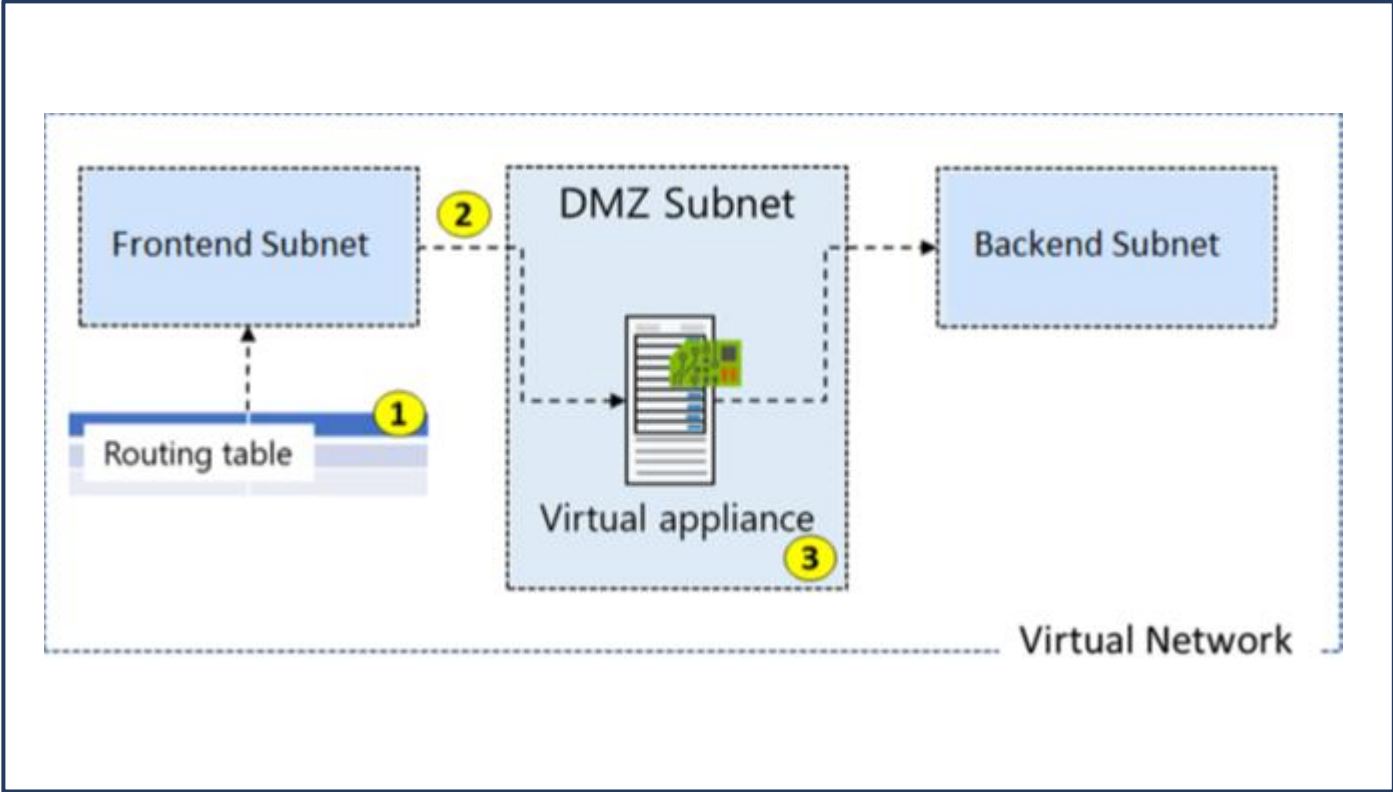 Frontend Subnet
2
DMZ Subnet
Backend Subnet
1
Routing table
Virtual appliance
3
Virtual Network